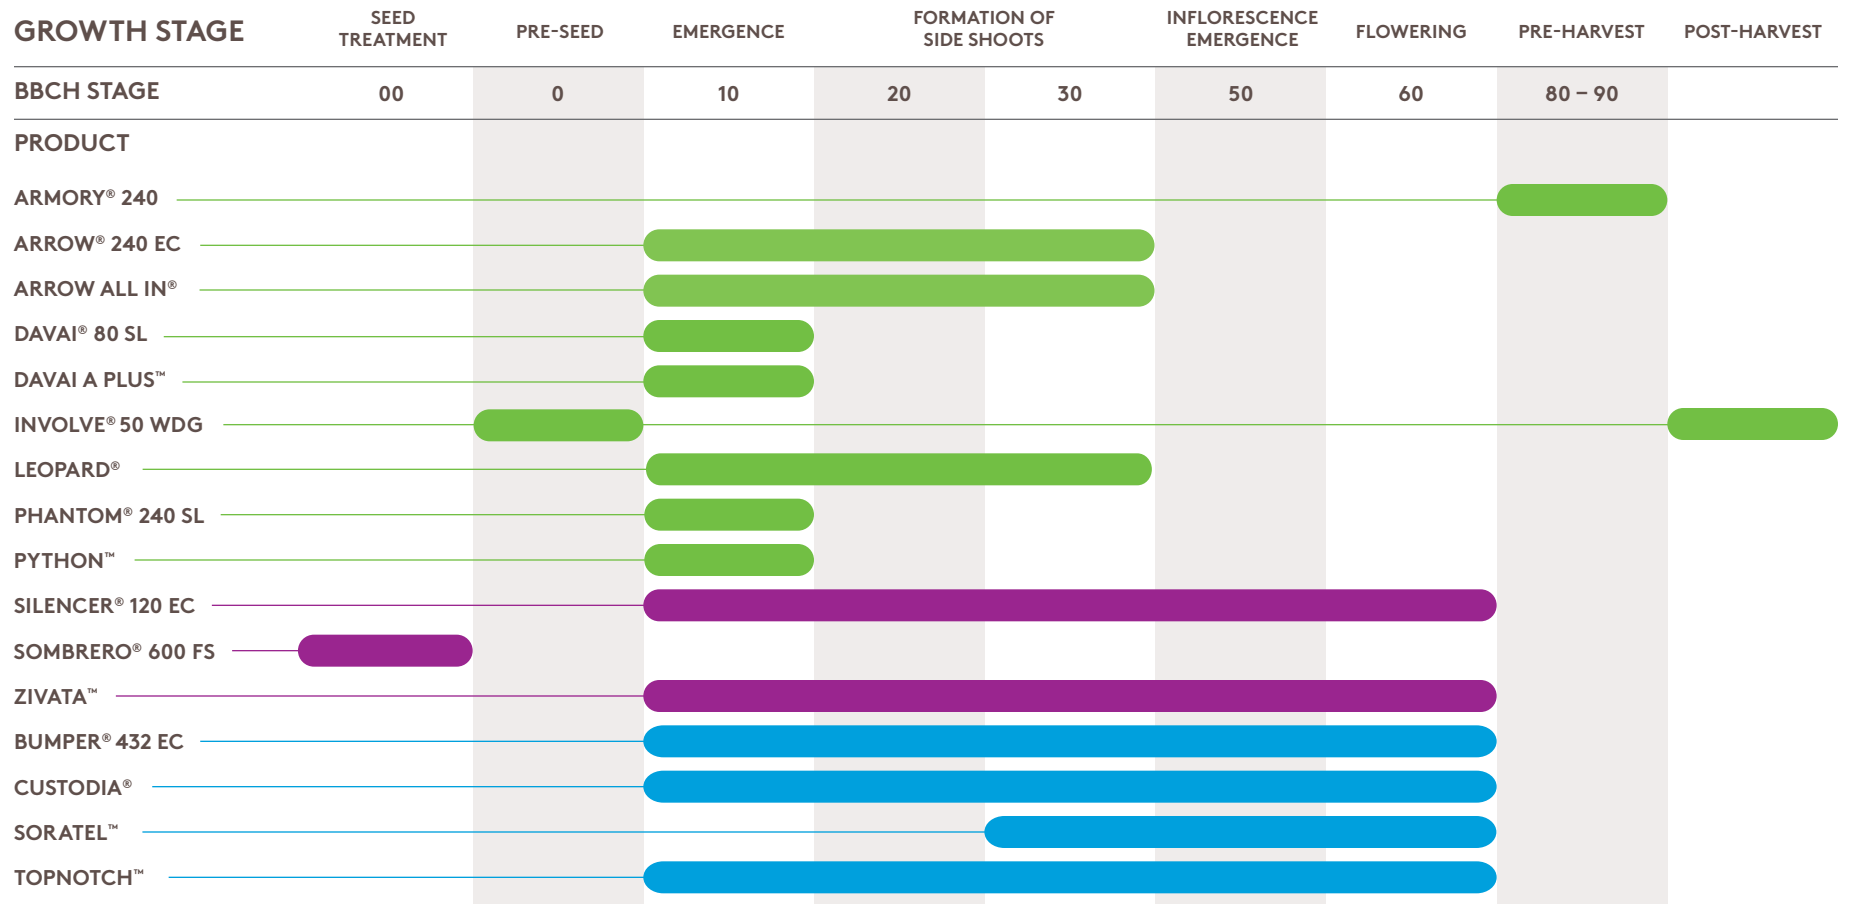 GROWTH STAGE
SEED
TREATMENT
PRE-SEED
EMERGENCE
FORMATION OF
SIDE SHOOTS
INFLORESCENCE
EMERGENCE
FLOWERING
PRE-HARVEST
POST-HARVEST
BBCH STAGE 00 0 10 20 30 50 60 80 – 90
PRODUCT
ARMORY® 240
ARROW® 240 EC
ARROW ALL IN®
DAVAI® 80 SL
DAVAI A PLUS™
INVOLVE® 50 WDG
LEOPARD®
PHANTOM® 240 SL
PYTHON™
SILENCER® 120 EC
SOMBRERO® 600 FS
ZIVATA™
BUMPER® 432 EC
CUSTODIA®
SORATEL™
TOPNOTCH™